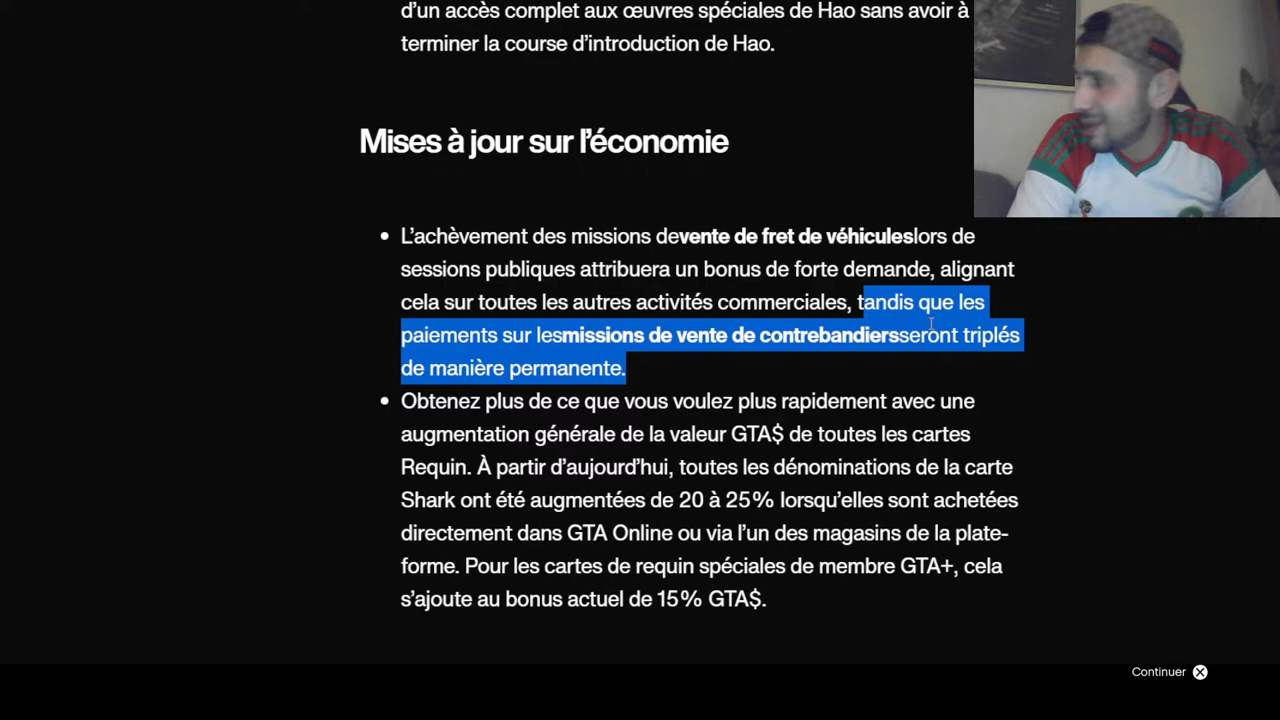 d’un accès complet aux œuvres spéciales de Hao sans avoir à
terminer la course d’introduction de Hao.
Mises à jour sur l’économie
• L’achèvement des missions devente de fret de véhiculeslors de
sessions publiques attribuera un bonus de forte demande, alignant
cela sur toutes les autres activités commerciales, tandis que les
paiements sur lesmissions de vente de contrebandiersseront triplés
de manière permanente.
• Obtenez plus de ce que vous voulez plus rapidement avec une
augmentation générale de la valeur GTA$ de toutes les cartes
Requin. À partir d’aujourd’hui, toutes les dénominations de la carte
Shark ont été augmentées de 20 à 25% lorsqu’elles sont achetées
directement dans GTA Online ou via l’un des magasins de la plate-
forme. Pour les cartes de requin spéciales de membre GTA+, cela
s’ajoute au bonus actuel de 15% GTA$.
Continuer